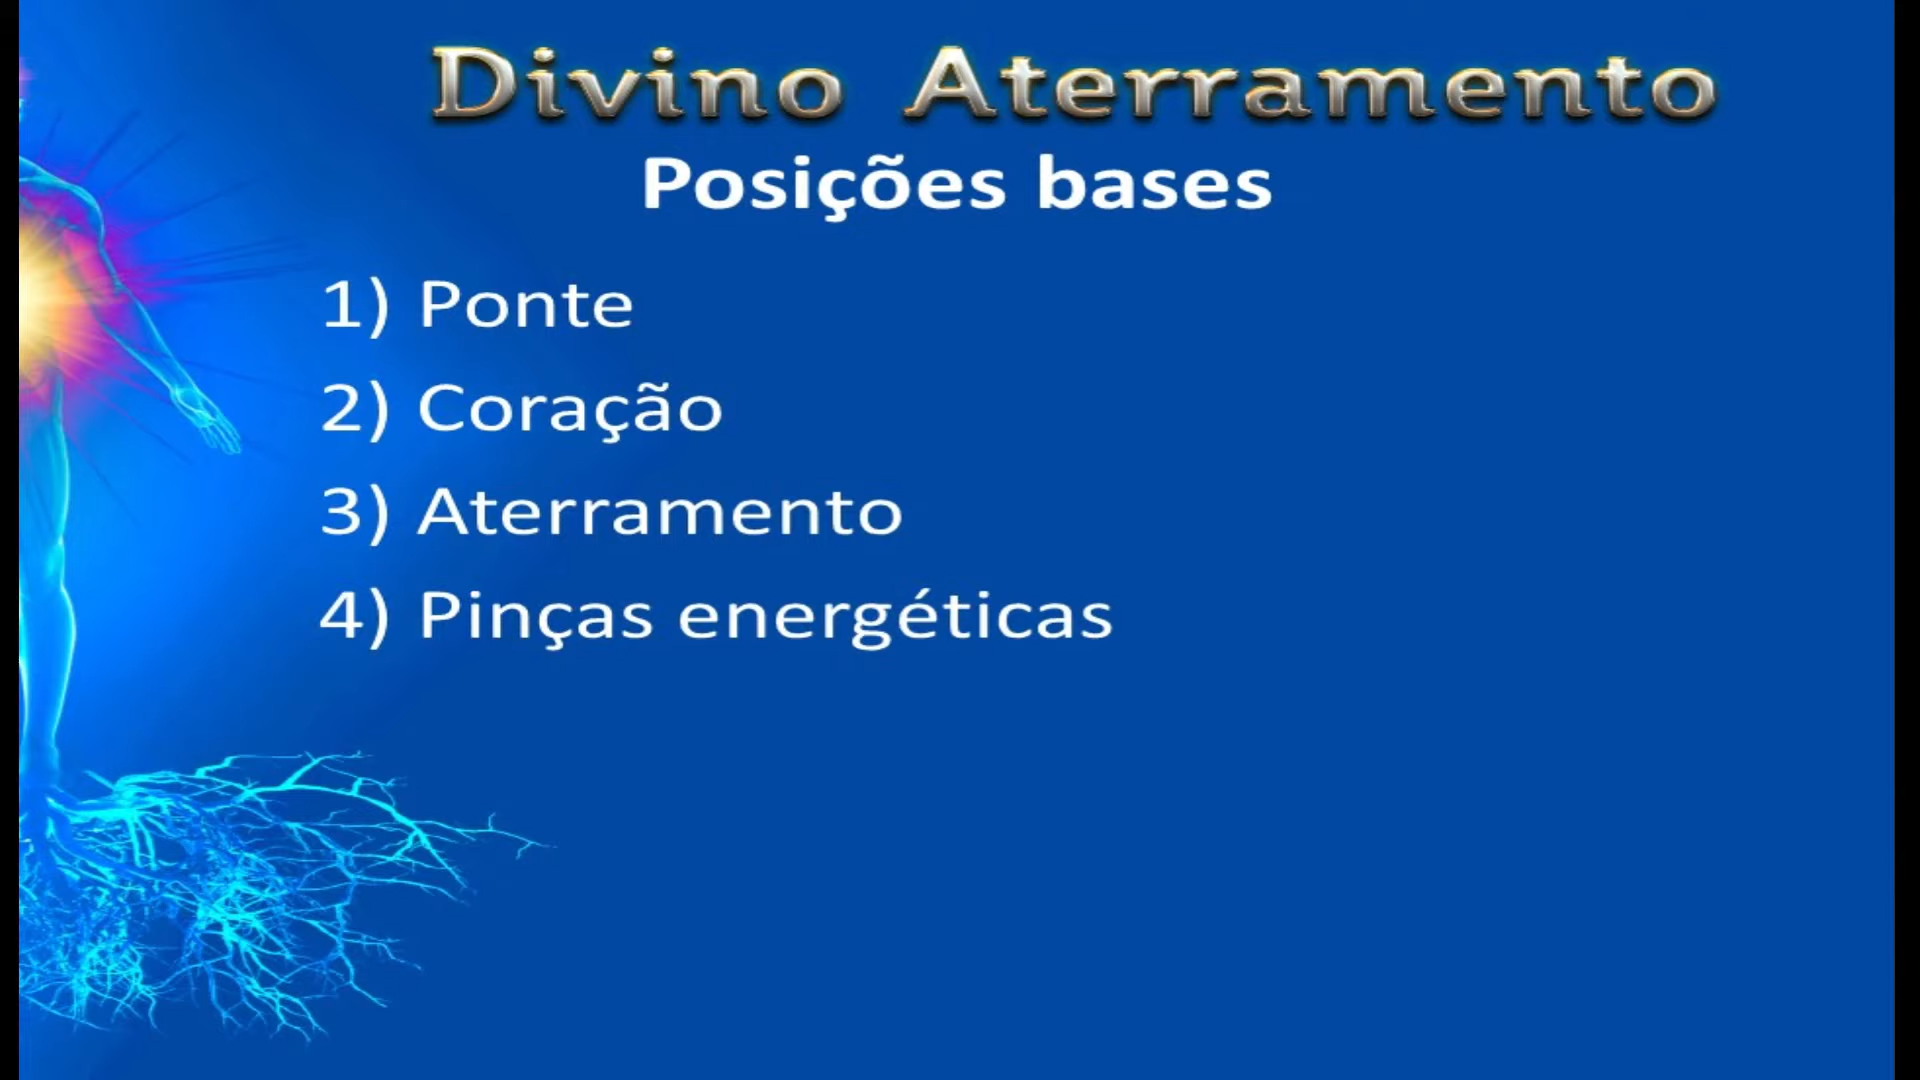 Divino Aterramento
Posições bases
1) Ponte
2) Coração
3) Aterramento
4) Pinças energéticas